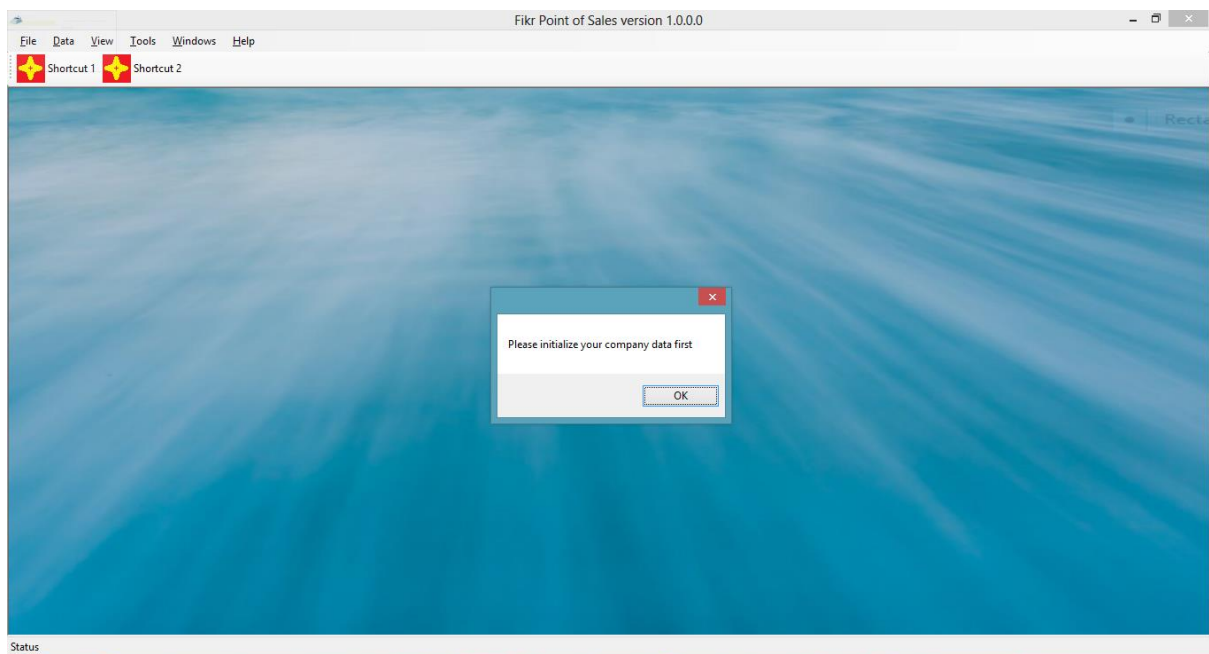 Fikr Point of Sales version 1.0.0.0
File Data View Tools Windows Help
Shortcut 1 Shortcut 2
Please initialize your company data first
OK
Status